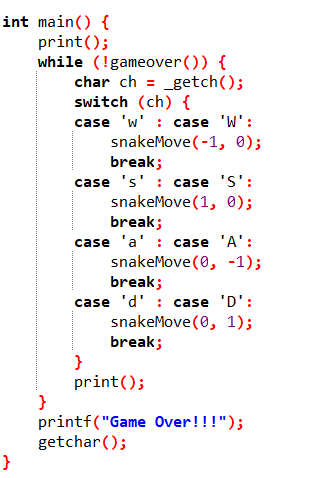 int main() {
    print();
    while (!gameover()) {
        char ch = _getch();
        switch (ch) {
        case 'w' : case 'W':
            snakeMove(-1, 0);
            break;
        case 's' : case 'S':
            snakeMove(1, 0);
            break;
        case 'a' : case 'A':
            snakeMove(0, -1);
            break;
        case 'd' : case 'D':
            snakeMove(0, 1);
            break;
        }
        print();
    }
    printf("Game Over!!!");
    getchar();
}